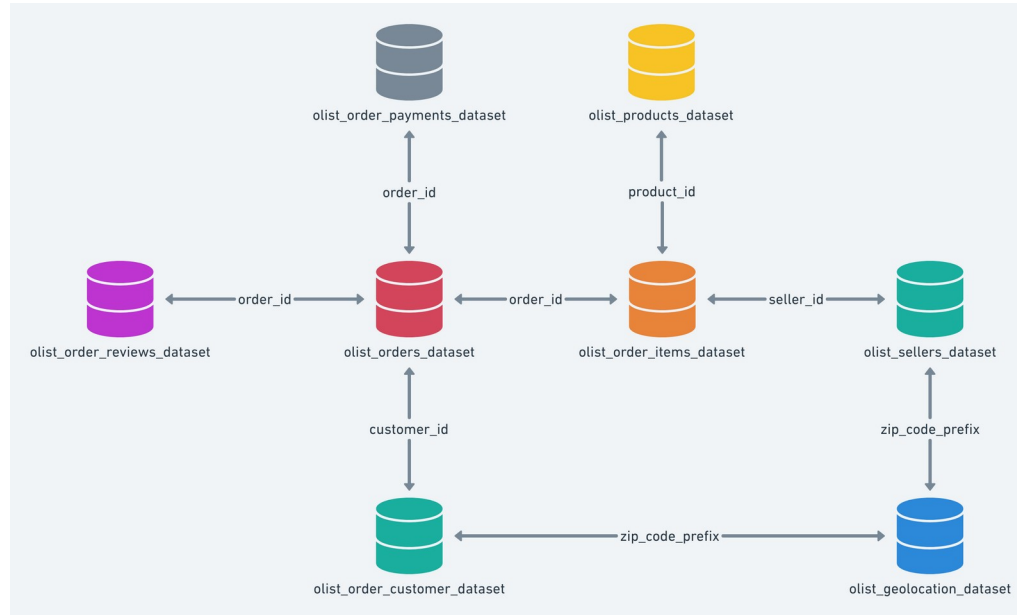 olist_order_payments_dataset
olist_products_dataset
order_id
product_id
order_id
order_id
seller_id
olist_order_reviews_dataset
olist_orders_dataset
olist_order_items_dataset
olist_sellers_dataset
customer_id
zip_code_prefix
zip_code_prefix
olist_order_customer_dataset
olist_geolocation_dataset